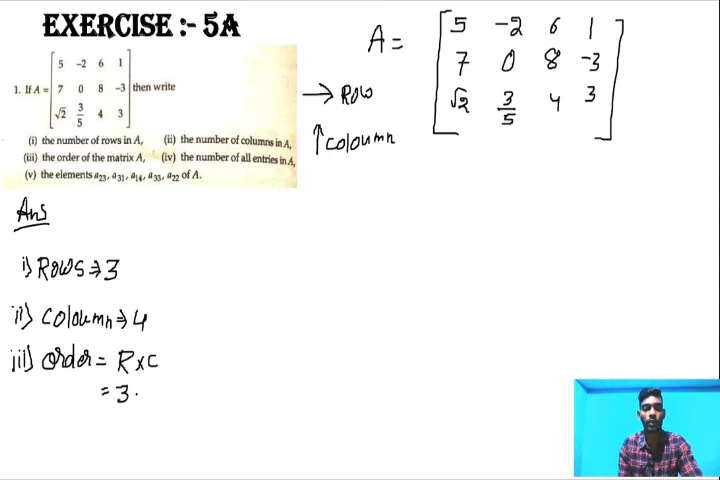 EXERCISE :- 5A
5 -2 6 1
1. If A = 7 0 8 -3 then write
√2 3/5 4 3
(i) the number of rows in A, (ii) the number of columns in A,
(iii) the order of the matrix A, (iv) the number of all entries in A,
(v) the elements a23, a31, a14, a33, a22 of A.
A = 5 -2 6 1
7 0 8 -3
√2 3/5 4 3
→ Row
↑ coloumn
Ans
i) Rows ⇒ 3
ii) coloumn ⇒ 4
iii) order = R×C
= 3